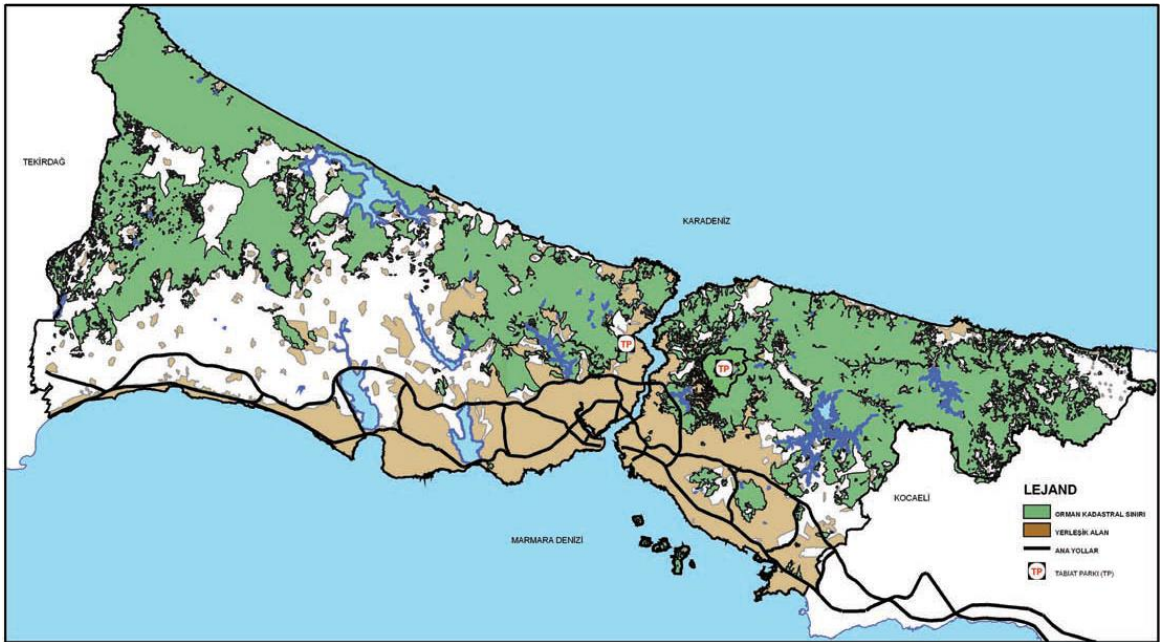 TEKİRDAĞ
KARADENİZ
TP
TP
KOCAELİ
MARMARA DENİZİ
LEJAND
ORMAN KADASTRAL SINIRI
YERLEŞİK ALAN
ANA YOLLAR
TP
TABİAT PARKI (TP)